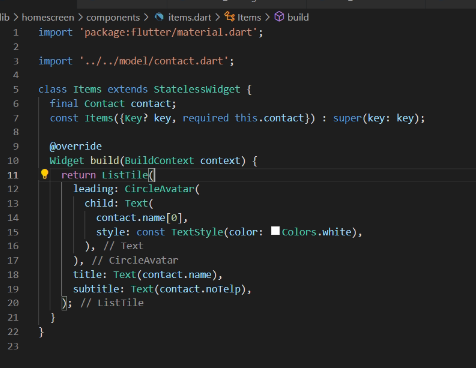 lib > homescreen > components > items.dart > Items > build
1 import 'package:flutter/material.dart';
2
3 import '../../model/contact.dart';
4
5 class Items extends StatelessWidget {
6 final Contact contact;
7 const Items({Key? key, required this.contact}) : super(key: key);
8
9 @override
10 Widget build(BuildContext context) {
11 return ListTile(
12 leading: CircleAvatar(
13 child: Text(
14 contact.name[0],
15 style: const TextStyle(color: Colors.white),
16 ), // Text
17 ), // CircleAvatar
18 title: Text(contact.name),
19 subtitle: Text(contact.noTelp),
20 ); // ListTile
21 }
22 }
23